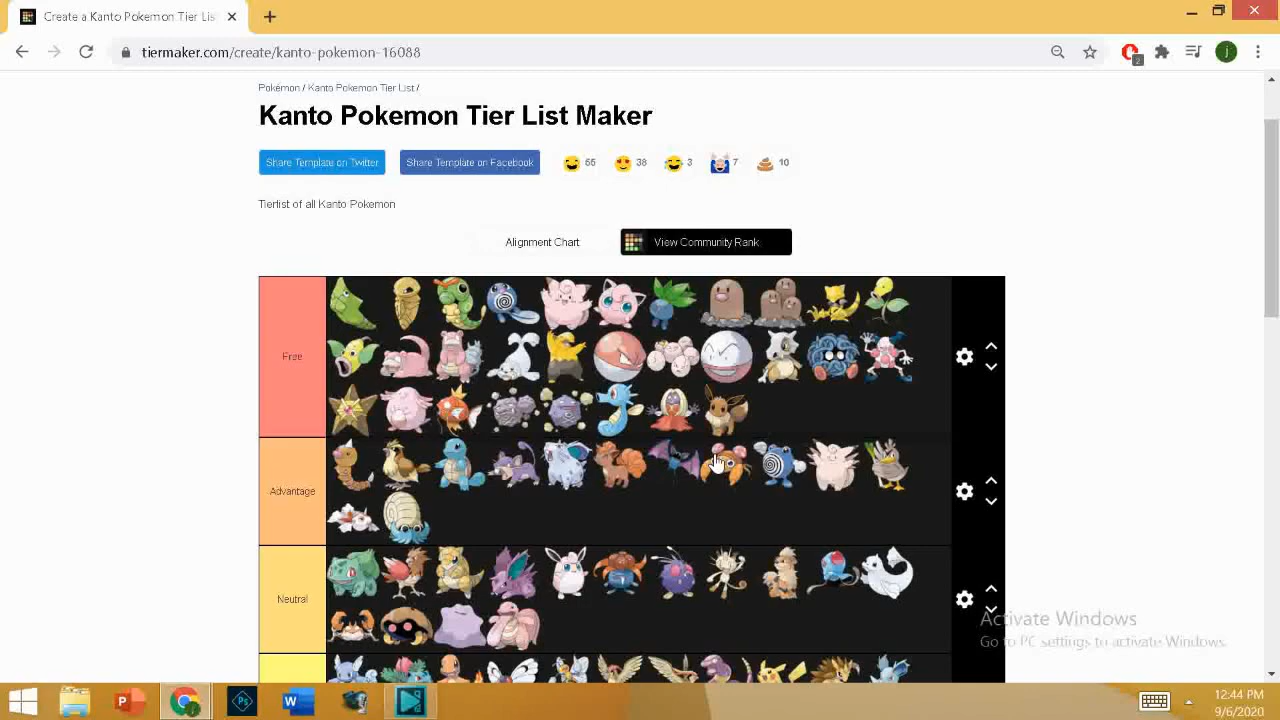 Create a Kanto Pokemon Tier Lis
tiermaker.com/create/kanto-pokemon-16088
2
j
Pokémon / Kanto Pokemon Tier List /
Kanto Pokemon Tier List Maker
Share Template on Twitter
Share Template on Facebook
65
38
3
7
10
Tierlist of all Kanto Pokemon
Alignment Chart
View Community Rank
Free
Advantage
Neutral
Activate Windows
Go to PC settings to activate Windows.
12:44 PM
9/6/2020